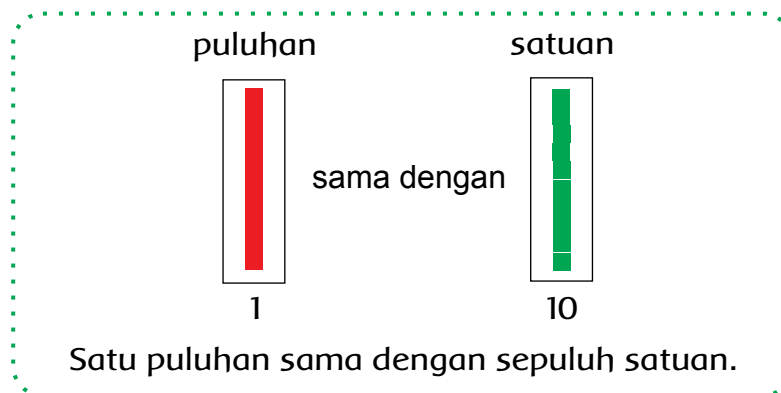 puluhan satuan
sama dengan
1 10
Satu puluhan sama dengan sepuluh satuan.